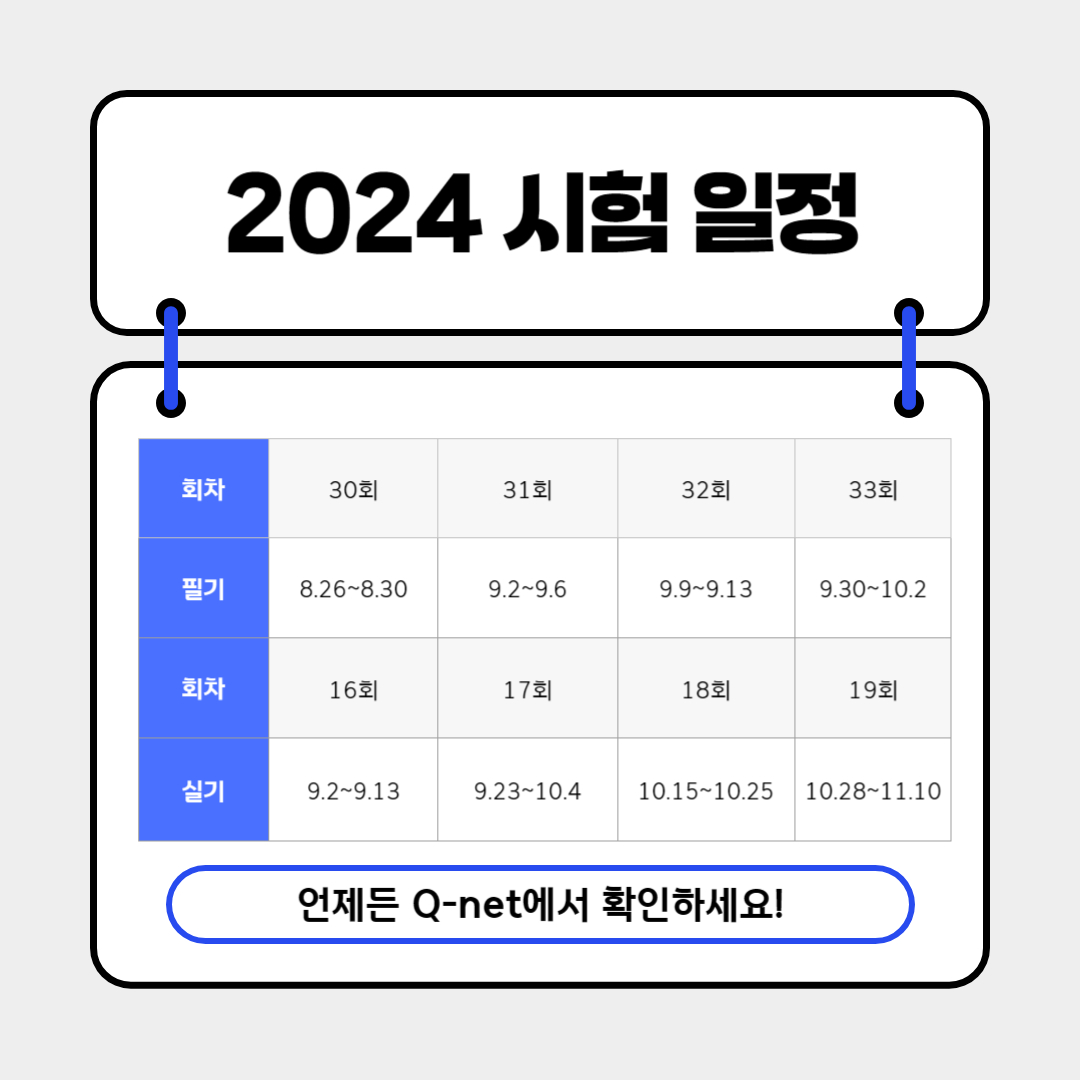 2024 시험 일정
회차 30회 31회 32회 33회
필기 8.26~8.30 9.2~9.6 9.9~9.13 9.30~10.2
회차 16회 17회 18회 19회
실기 9.2~9.13 9.23~10.4 10.15~10.25 10.28~11.10
언제든 Q-net에서 확인하세요!